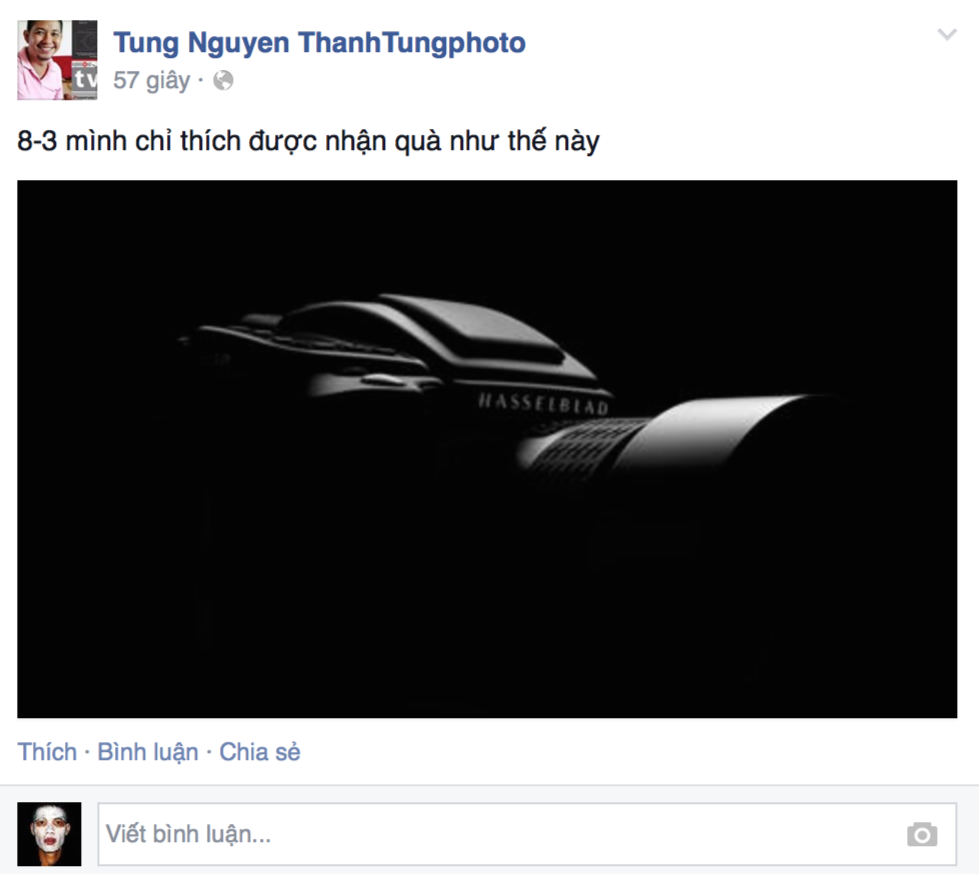 Tung Nguyen ThanhTungphoto
57 giây ·
8-3 mình chỉ thích được nhận quà như thế này
HASSELBLAD
Thích · Bình luận · Chia sẻ
Viết bình luận...
tv